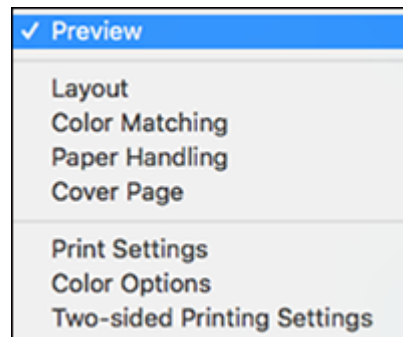 ✓ Preview
Layout
Color Matching
Paper Handling
Cover Page
Print Settings
Color Options
Two-sided Printing Settings